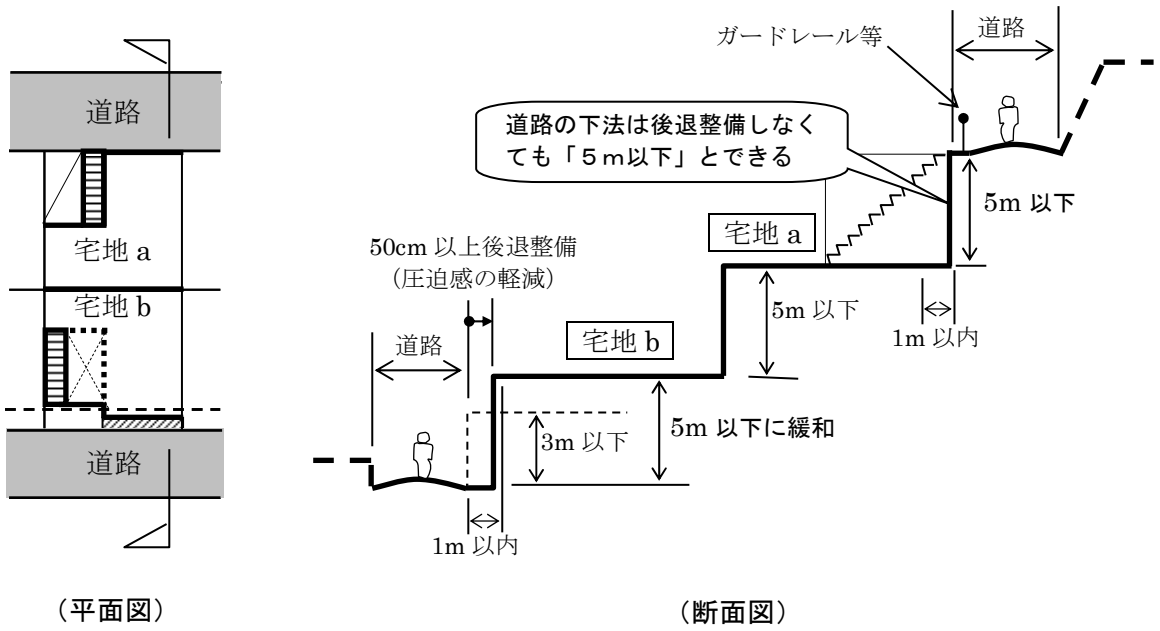 道路
宅地 a
宅地 b
道路
（平面図）
ガードレール等
道路
道路の下法は後退整備しなく
ても「５ｍ以下」とできる
5m 以下
宅地 a
50cm 以上後退整備
（圧迫感の軽減）
5m 以下
1m 以内
道路
宅地 b
3m 以下
5m 以下に緩和
1m 以内
（断面図）